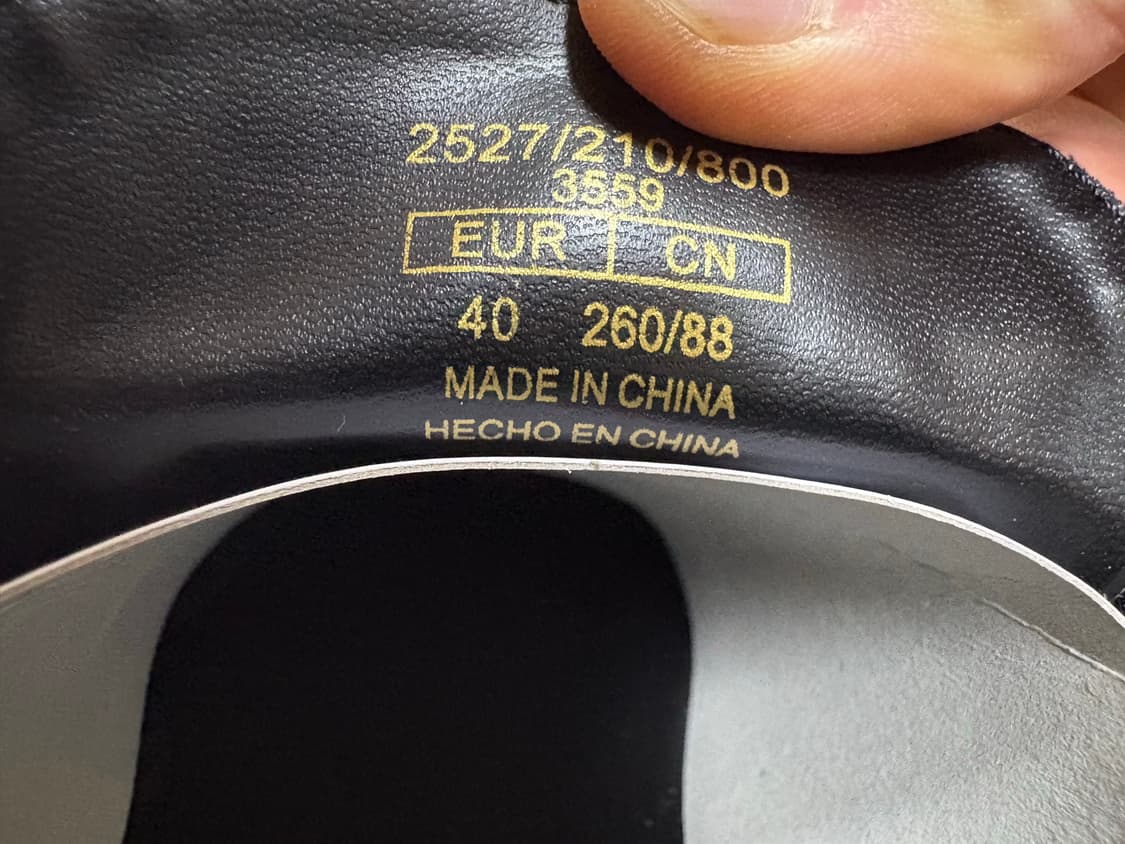 2527/210/800
3559
EUR CN
40 260/88
MADE IN CHINA
HECHO EN CHINA